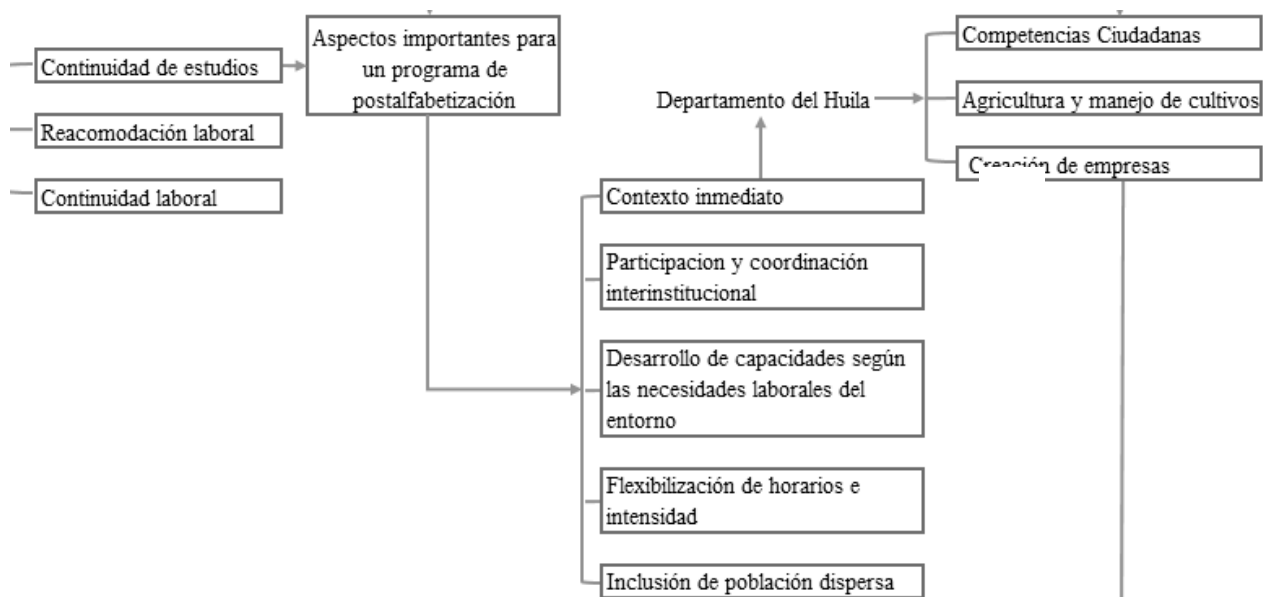 Continuidad de estudios
Reacomodación laboral
Continuidad laboral
Aspectos importantes para
un programa de
postalfabetización
Departamento del Huila
Contexto inmediato
Participacion y coordinación
interinstitucional
Desarrollo de capacidades según
las necesidades laborales del
entorno
Flexibilización de horarios e
intensidad
Inclusión de población dispersa
Competencias Ciudadanas
Agricultura y manejo de cultivos
Creación de empresas